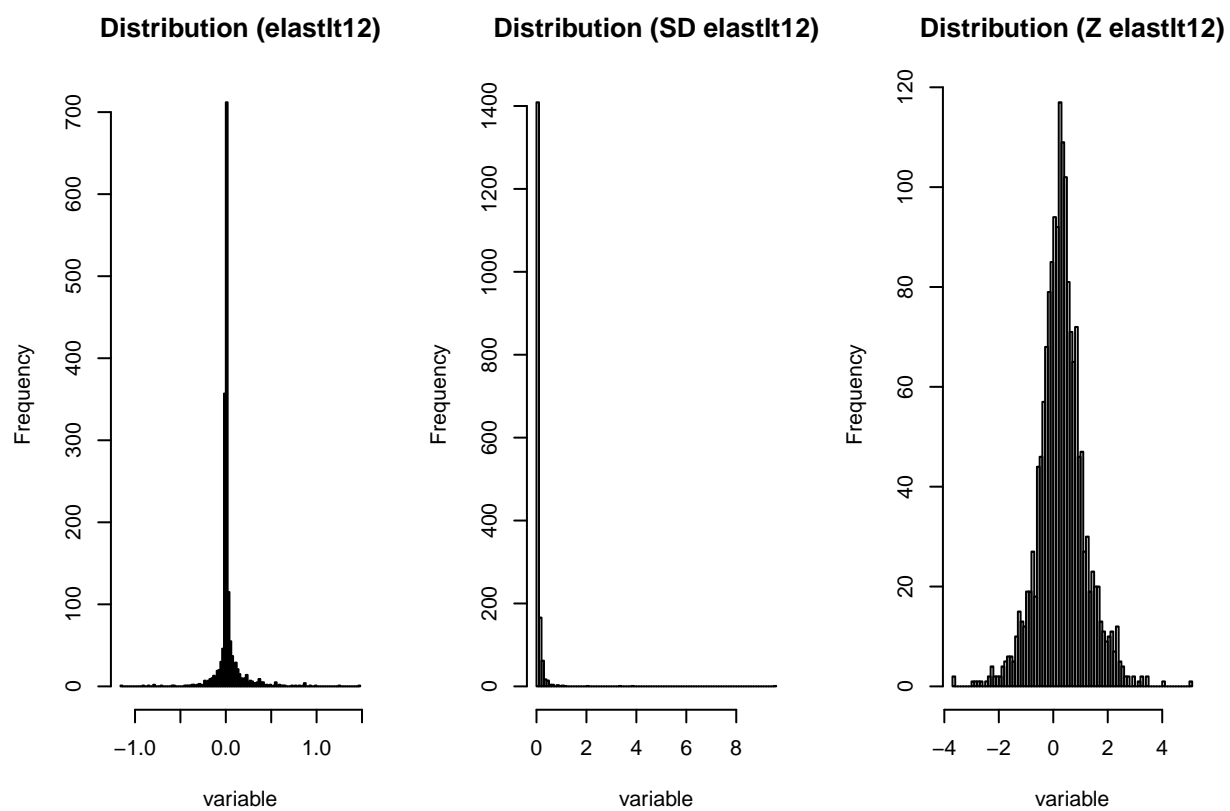 Distribution (elastlt12)
Frequency
700
600
500
400
300
200
100
0
−1.0 0.0 1.0
variable
Distribution (SD elastlt12)
Frequency
1400
1200
1000
800
600
400
200
0
0 2 4 6 8
variable
Distribution (Z elastlt12)
Frequency
120
100
80
60
40
20
0
−4 −2 0 2 4
variable